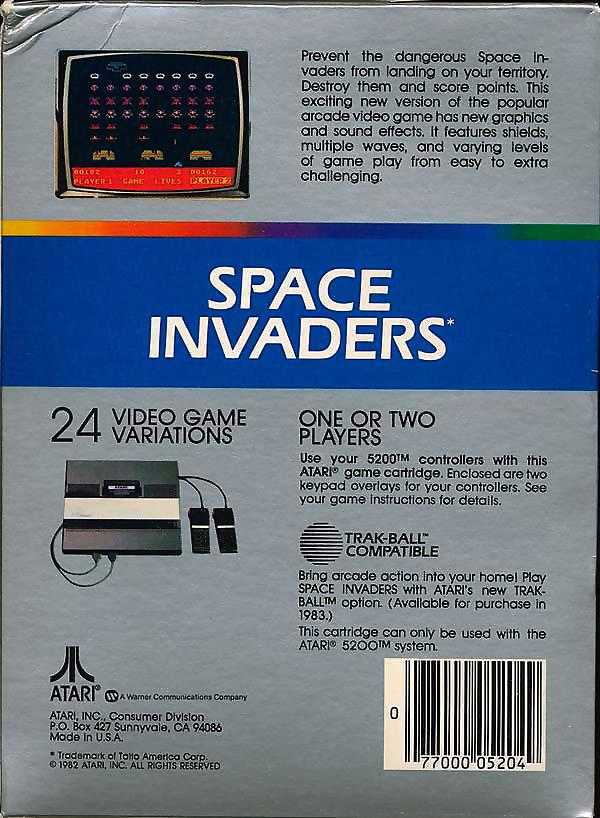 Prevent the dangerous Space In-
vaders from landing on your territory.
Destroy them and score points. This
exciting new version of the popular
arcade video game has new graphics
and sound effects. It features shields,
multiple waves, and varying levels
of game play from easy to extra
challenging.
00182 10 3 00162
PLAYER 1 GAME LIVES PLAYER 2
SPACE
INVADERS*
24 VIDEO GAME
VARIATIONS
ONE OR TWO
PLAYERS
Use your 5200™ controllers with this
ATARI® game cartridge. Enclosed are two
keypad overlays for your controllers. See
your game instructions for details.
TRAK-BALL™
COMPATIBLE
Bring arcade action into your home! Play
SPACE INVADERS with ATARI's new TRAK-
BALL™ option. (Available for purchase in
1983.)
This cartridge can only be used with the
ATARI® 5200™ system.
ATARI® A Warner Communications Company
ATARI, INC., Consumer Division
P.O. Box 427 Sunnyvale, CA 94086
Made in U.S.A.
* Trademark of Taito America Corp.
© 1982 ATARI, INC. ALL RIGHTS RESERVED
0 77000 05204